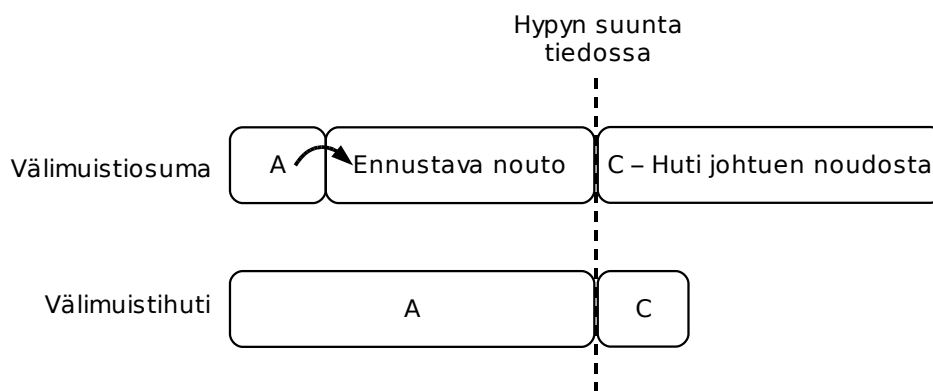 Hypyn suunta
tiedossa
Välimuistiosuma
A
Ennustava nouto
C – Huti johtuen noudosta
Välimuistihuti
A
C